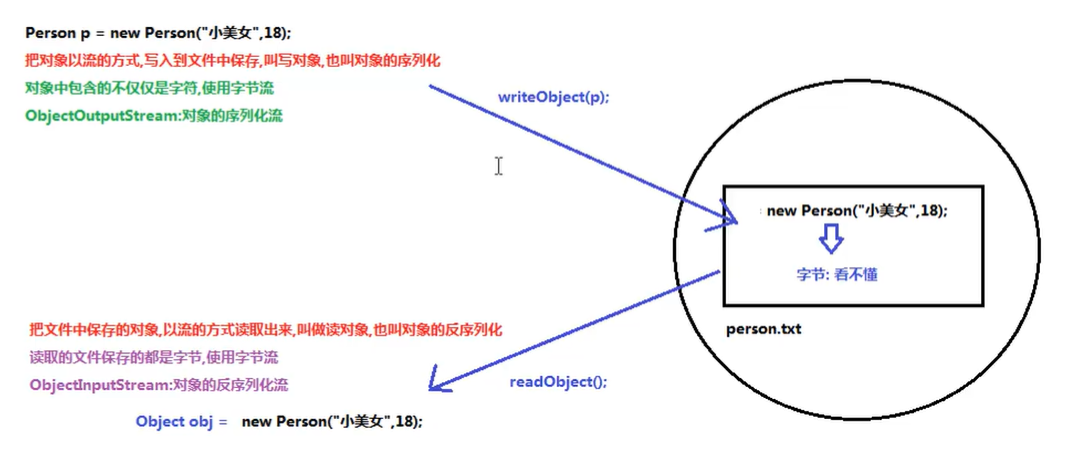 Person p = new Person("小美女",18);
把对象以流的方式,写入到文件中保存,叫写对象,也叫对象的序列化
对象中包含的不仅仅是字符,使用字节流
ObjectOutputStream:对象的序列化流
writeObject(p);
new Person("小美女",18);
字节: 看不懂
person.txt
把文件中保存的对象,以流的方式读取出来,叫做读对象,也叫对象的反序列化
读取的文件保存的都是字节,使用字节流
ObjectInputStream:对象的反序列化流
readObject();
Object obj = new Person("小美女",18);